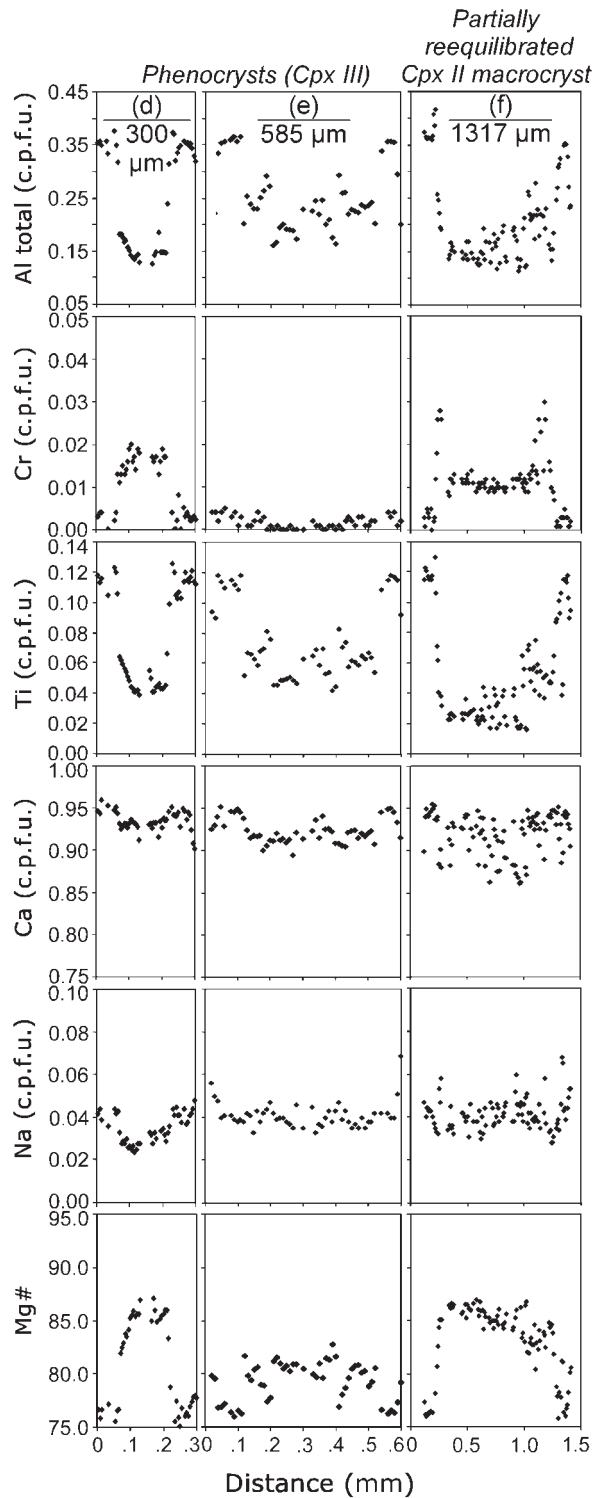 Partially
reequilibrated
Phenocrysts (Cpx III) Cpx II macrocryst
(d) (e) (f)
300 µm 585 µm 1317 µm
Al total (c.p.f.u.)
0.45
0.35
0.25
0.15
0.05
Cr (c.p.f.u.)
0.05
0.04
0.03
0.02
0.01
0.00
Ti (c.p.f.u.)
0.14
0.12
0.10
0.08
0.06
0.04
0.02
0.00
Ca (c.p.f.u.)
1.00
0.95
0.90
0.85
0.80
0.75
Na (c.p.f.u.)
0.10
0.08
0.06
0.04
0.02
0.00
Mg#
95.0
90.0
85.0
80.0
75.0
0 .1 .2 .30 .1 .2 .3 .4 .5 .60 0.5 1.0 1.5
Distance (mm)